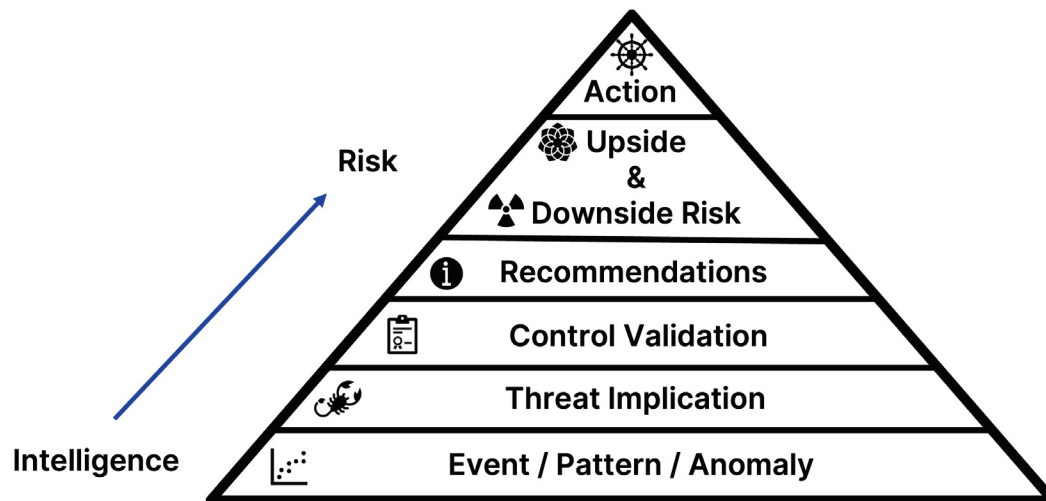 Action
Risk
Upside
&
Downside Risk
Recommendations
Control Validation
Threat Implication
Intelligence
Event / Pattern / Anomaly